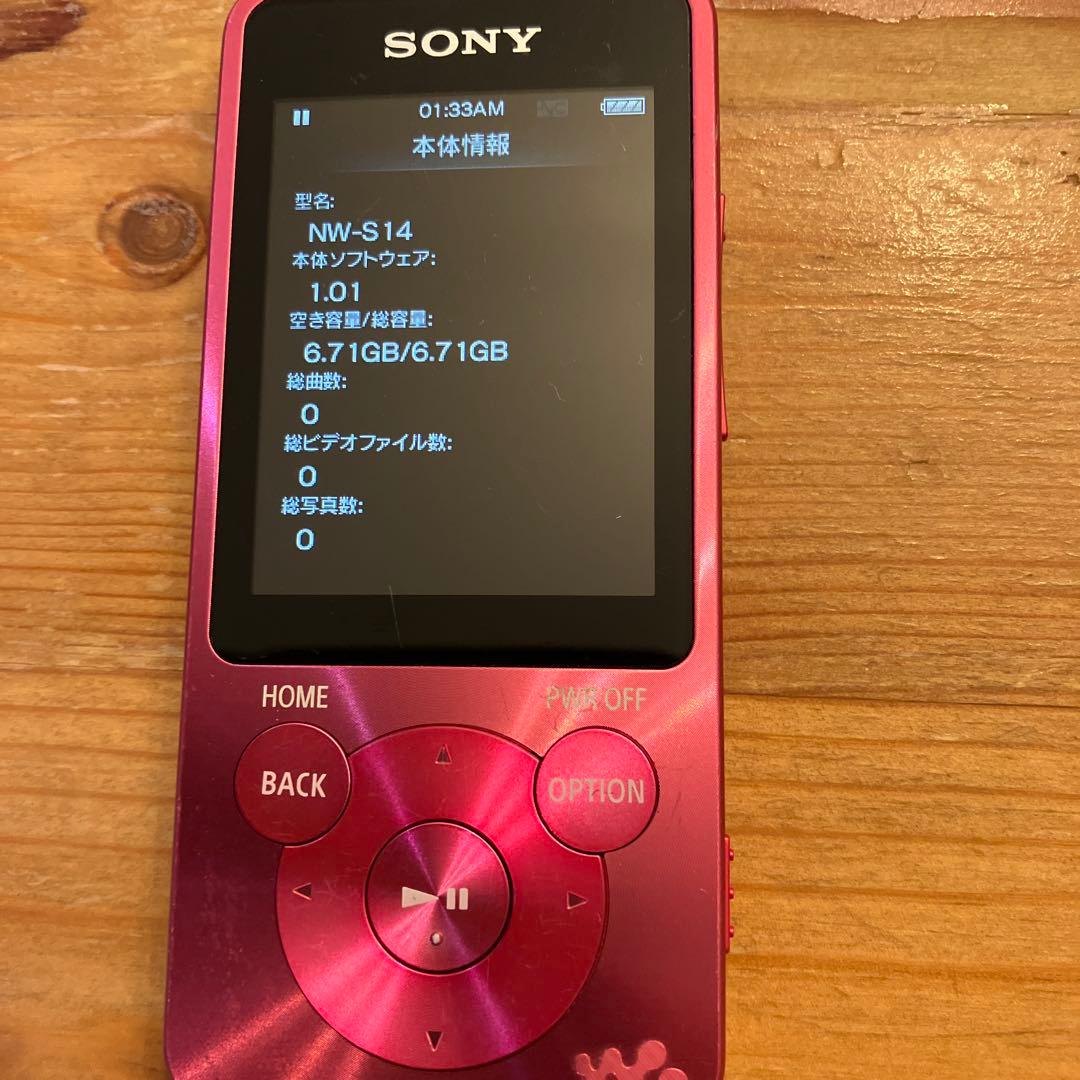 SONY
01:33AM NC
本体情報
型名:
NW-S14
本体ソフトウェア:
1.01
空き容量/総容量:
6.71GB/6.71GB
総曲数:
0
総ビデオファイル数:
0
総写真数:
0
HOME PWR OFF
BACK OPTION